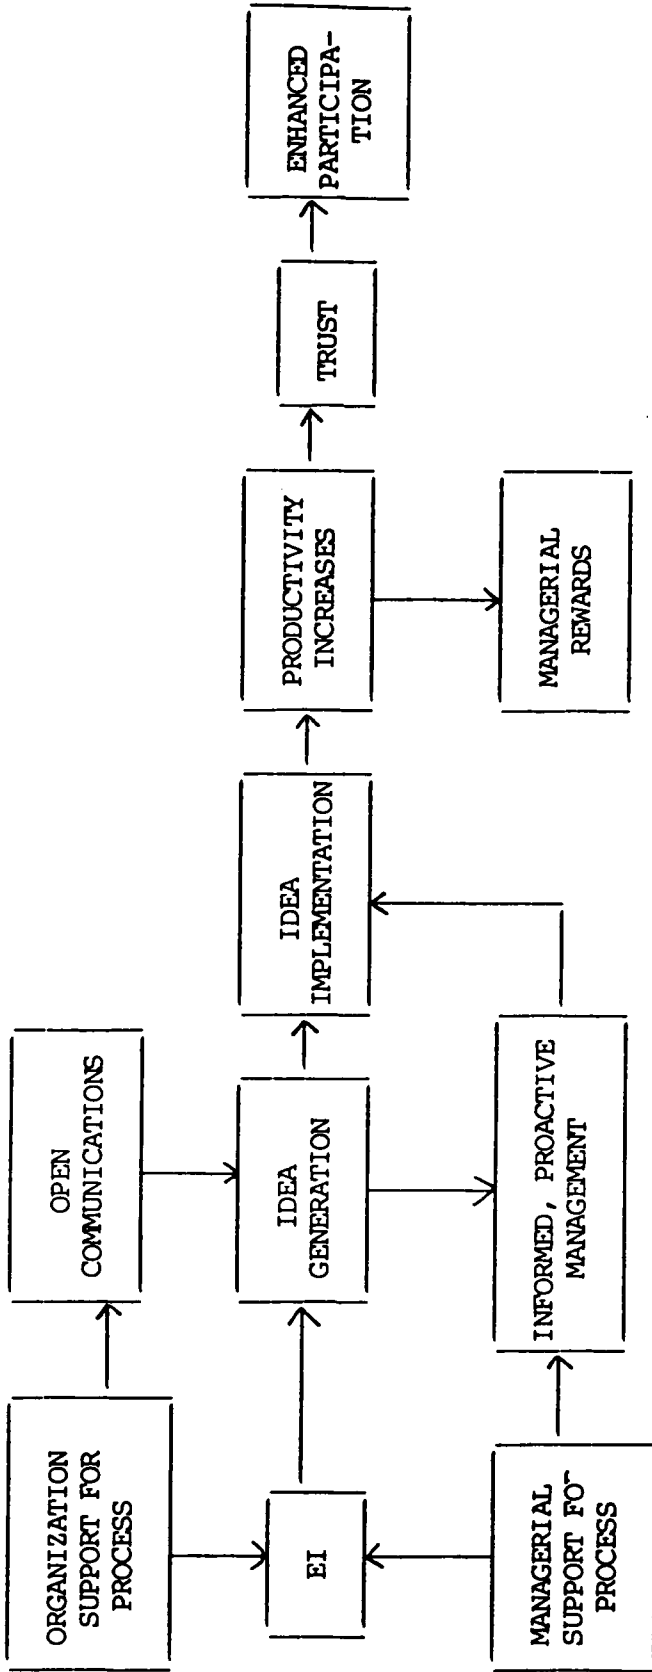 ORGANIZATION
SUPPORT FOR
PROCESS
OPEN
COMMUNICATIONS
EI
IDEA
GENERATION
IDEA
IMPLEMENTATION
PRODUCTIVITY
INCREASES
TRUST
ENHANCED
PARTICIPA-
TION
MANAGERIAL
SUPPORT FO
PROCESS
INFORMED, PROACTIVE
MANAGEMENT
MANAGERIAL
REWARDS